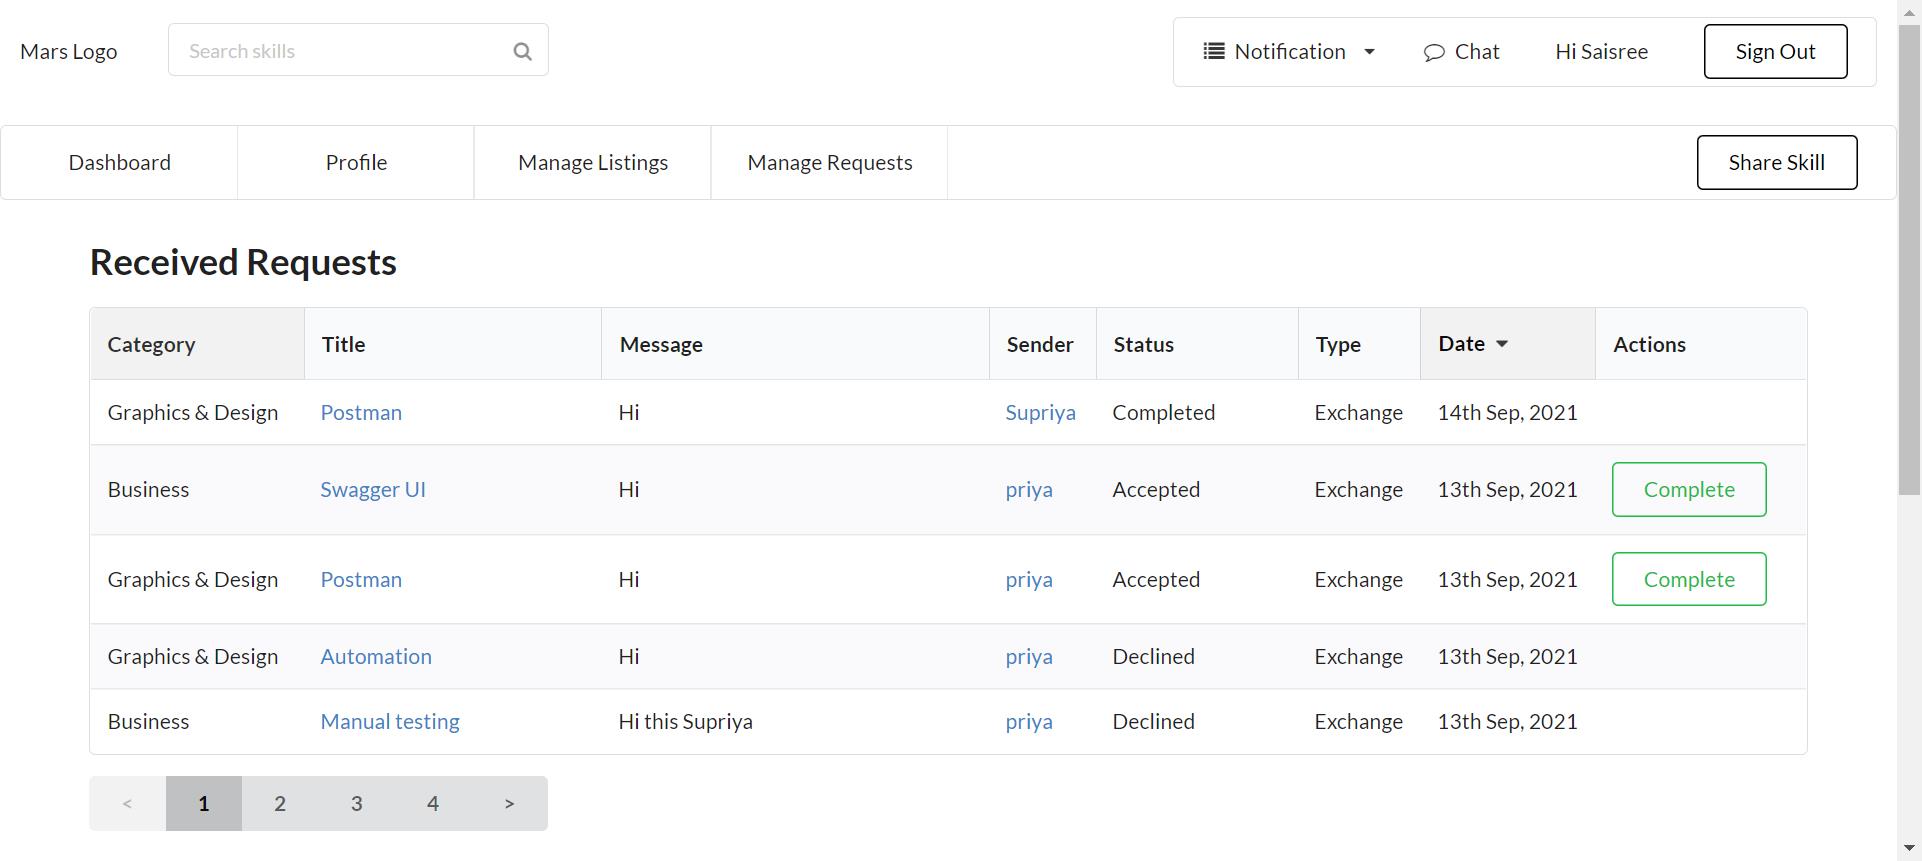 Mars Logo Search skills Notification Chat Hi Saisree Sign Out
Dashboard Profile Manage Listings Manage Requests Share Skill
Received Requests
Category Title Message Sender Status Type Date Actions
Graphics & Design Postman Hi Supriya Completed Exchange 14th Sep, 2021
Business Swagger UI Hi priya Accepted Exchange 13th Sep, 2021 Complete
Graphics & Design Postman Hi priya Accepted Exchange 13th Sep, 2021 Complete
Graphics & Design Automation Hi priya Declined Exchange 13th Sep, 2021
Business Manual testing Hi this Supriya priya Declined Exchange 13th Sep, 2021
< 1 2 3 4 >